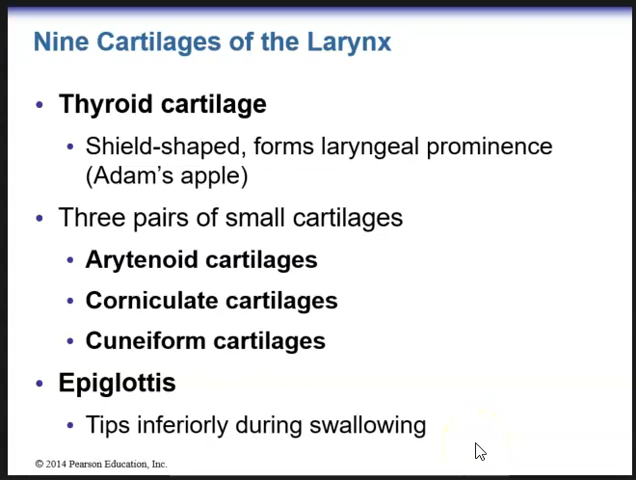 Nine Cartilages of the Larynx
• Thyroid cartilage
• Shield-shaped, forms laryngeal prominence
(Adam's apple)
• Three pairs of small cartilages
• Arytenoid cartilages
• Corniculate cartilages
• Cuneiform cartilages
• Epiglottis
• Tips inferiorly during swallowing
© 2014 Pearson Education, Inc.